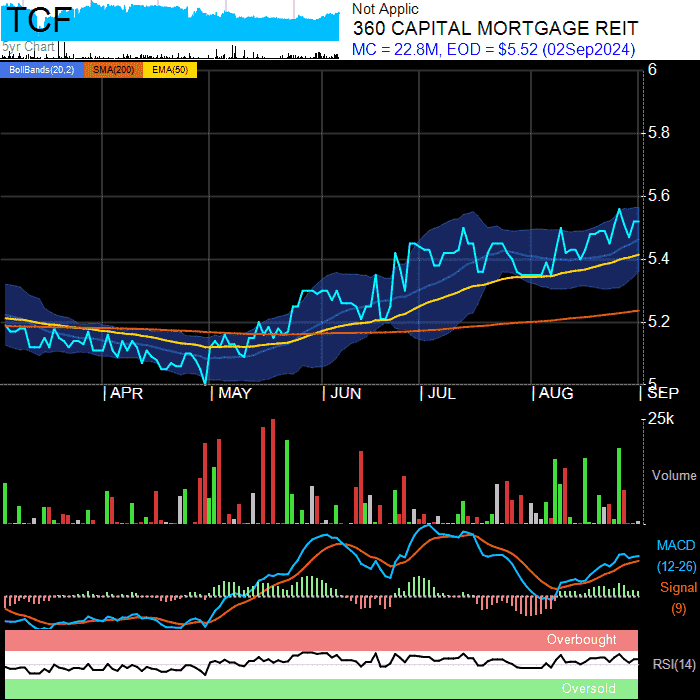 TCF
5yr Chart
Not Applic
360 CAPITAL MORTGAGE REIT
MC = 22.8M, EOD = $5.52 (02Sep2024)
BollBands(20,2) SMA(200) EMA(50)
6
5.8
5.6
5.4
5.2
5
APR MAY JUN JUL AUG SEP
25k
Volume
MACD
(12-26)
Signal
(9)
Overbought
RSI(14)
Oversold